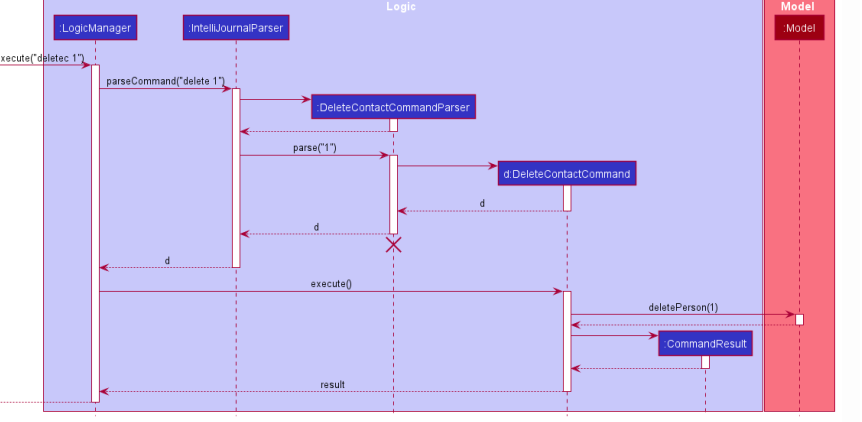 Logic
Model
:LogicManager
:IntelliJournalParser
:Model
xecute("deletec 1")
parseCommand("delete 1")
:DeleteContactCommandParser
parse("1")
d:DeleteContactCommand
d
d
d
execute()
deletePerson(1)
:CommandResult
result